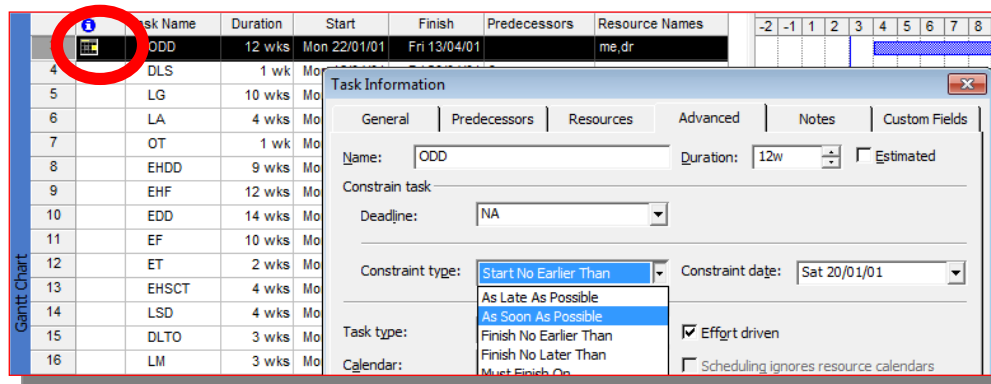 Task Name Duration Start Finish Predecessors Resource Names -2 -1 1 2 3 4 5 6 7 8
ODD 12 wks Mon 22/01/01 Fri 13/04/01 me,dr
4 DLS 1 wk
5 LG 10 wks Mo
6 LA 4 wks Mo
7 OT 1 wk Mo
8 EHDD 9 wks Mo
9 EHF 12 wks Mo
10 EDD 14 wks Mo
11 EF 10 wks Mo
12 ET 2 wks Mo
13 EHSCT 4 wks Mo
14 LSD 4 wks Mo
15 DLTO 3 wks Mo
16 LM 3 wks Mo
Gantt Chart
Task Information
General Predecessors Resources Advanced Notes Custom Fields
Name: ODD Duration: 12w Estimated
Constrain task
Deadline: NA
Constraint type: Start No Earlier Than Constraint date: Sat 20/01/01
As Late As Possible
As Soon As Possible
Finish No Earlier Than
Finish No Later Than
Must Finish On
Task type: Effort driven
Calendar: Scheduling ignores resource calendars